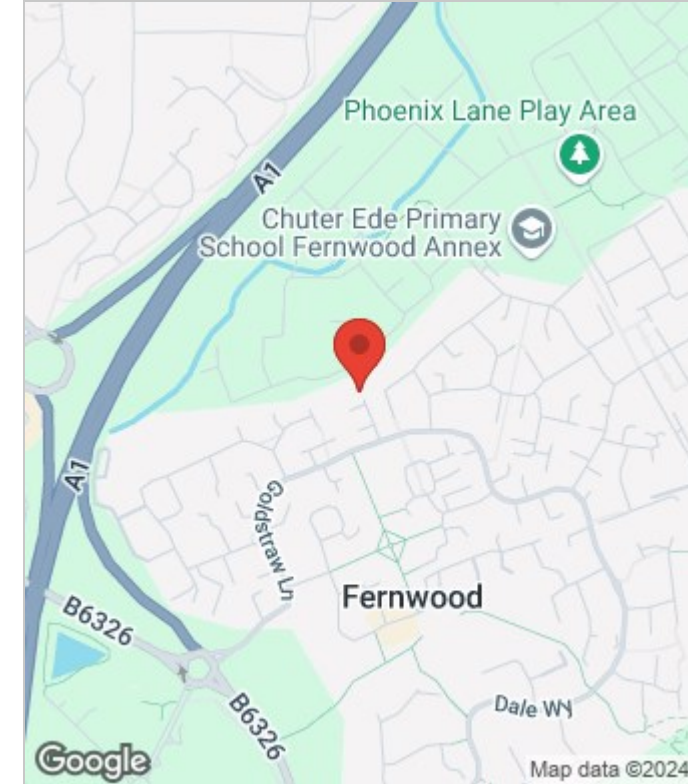 Phoenix Lane Play Area
A1
Chuter Ede Primary
School Fernwood Annex
A1
Goldstraw Ln
Fernwood
B6326
B6326
Dale Wy
Google
Map data ©2024